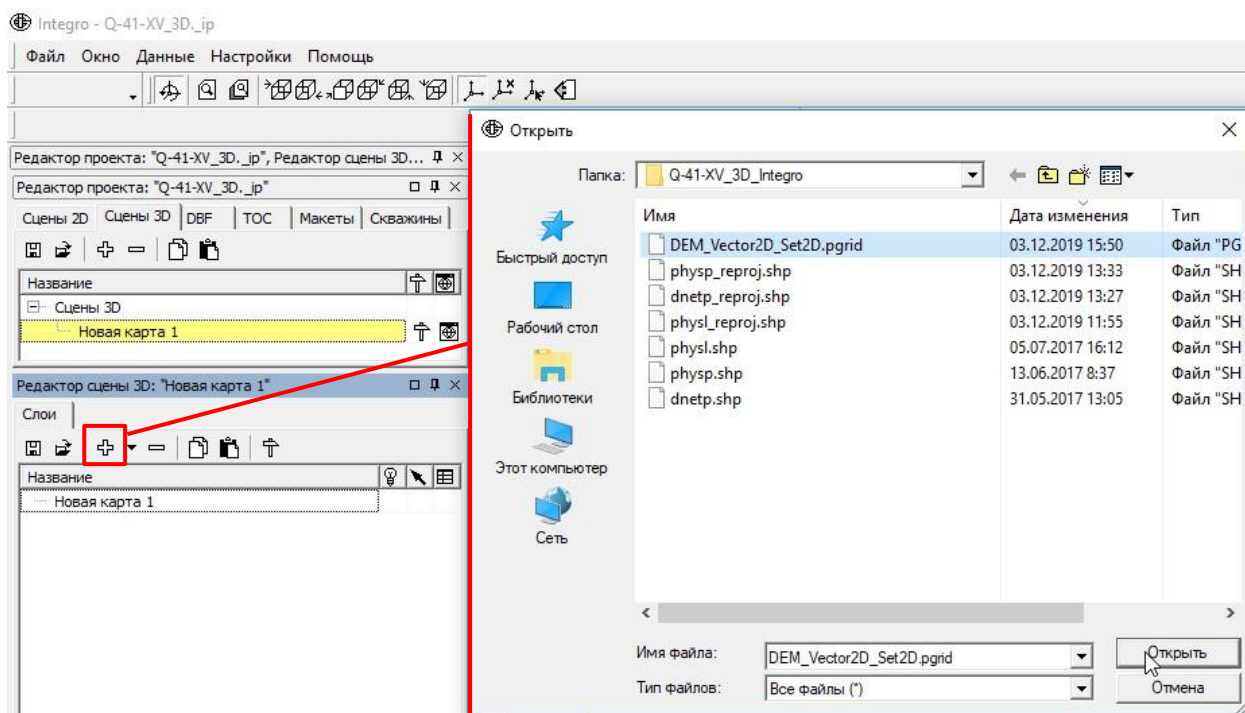 Integro - Q-41-XV_3D._ip
Файл Окно Данные Настройки Помощь
Редактор проекта: "Q-41-XV_3D._ip", Редактор сцены 3D...
Редактор проекта: "Q-41-XV_3D._ip"
Сцены 2D Сцены 3D DBF TOC Макеты Скважины
Название
Сцены 3D
Новая карта 1
Редактор сцены 3D: "Новая карта 1"
Слои
Название
Новая карта 1
Открыть
Папка: Q-41-XV_3D_Integro
Быстрый доступ
Рабочий стол
Библиотеки
Этот компьютер
Сеть
Имя Дата изменения Тип
DEM_Vector2D_Set2D.pgrid 03.12.2019 15:50 Файл "PG
physp_reproj.shp 03.12.2019 13:33 Файл "SH
dnetp_reproj.shp 03.12.2019 13:27 Файл "SH
physl_reproj.shp 03.12.2019 11:55 Файл "SH
physl.shp 05.07.2017 16:12 Файл "SH
physp.shp 13.06.2017 8:37 Файл "SH
dnetp.shp 31.05.2017 13:05 Файл "SH
Имя файла: DEM_Vector2D_Set2D.pgrid Открыть
Тип файлов: Все файлы (*) Отмена